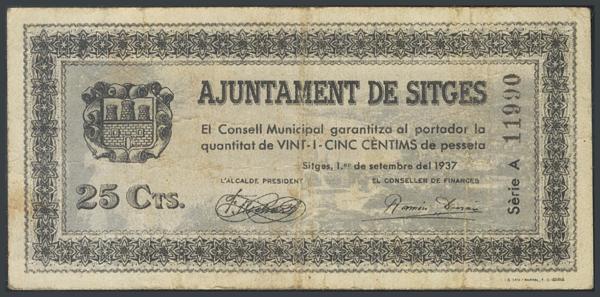 AJUNTAMENT DE SITGES
El Consell Municipal garantitza al portador la
quantitat de VINT-I-CINC CÈNTIMS de pesseta
Sitges, 1.er de setembre del 1937
L'ALCALDE PRESIDENT
EL CONSELLER DE FINANCES
25 CTS.
Sèrie A 11990